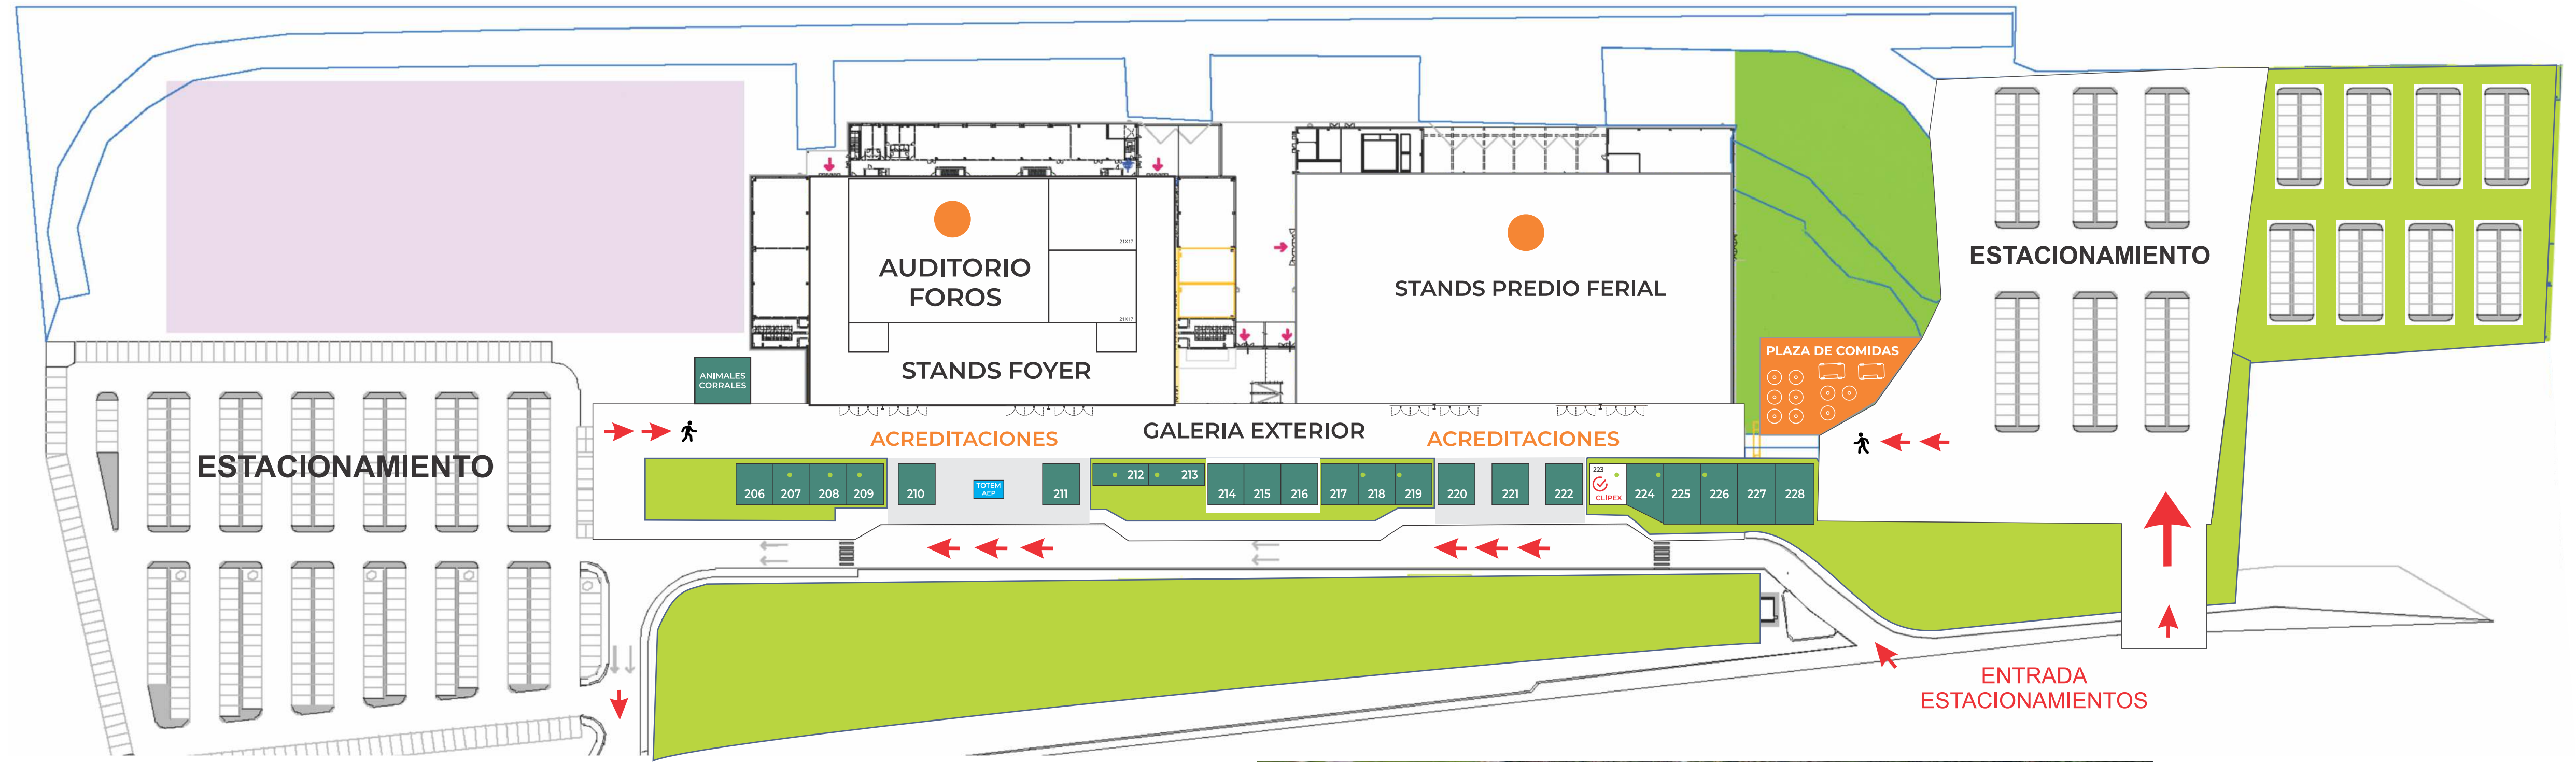 ESTACIONAMIENTO
21X17
AUDITORIO
FOROS
STANDS PREDIO FERIAL
21X17
PLAZA DE COMIDAS
STANDS FOYER
ANIMALES
CORRALES
GALERIA EXTERIOR
ACREDITACIONES
ACREDITACIONES
ESTACIONAMIENTO
206
207
208
209
210
TOTEM
AEP
211
212
213
214
215
216
217
218
219
220
221
222
223
CLIPEX
224
225
226
227
228
ENTRADA
ESTACIONAMIENTOS